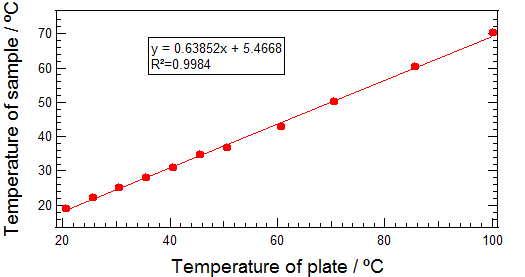 Temperature of sample / ºC
70
60
50
40
30
20
y = 0.63852x + 5.4668
R²=0.9984
20 40 60 80 100
Temperature of plate / ºC